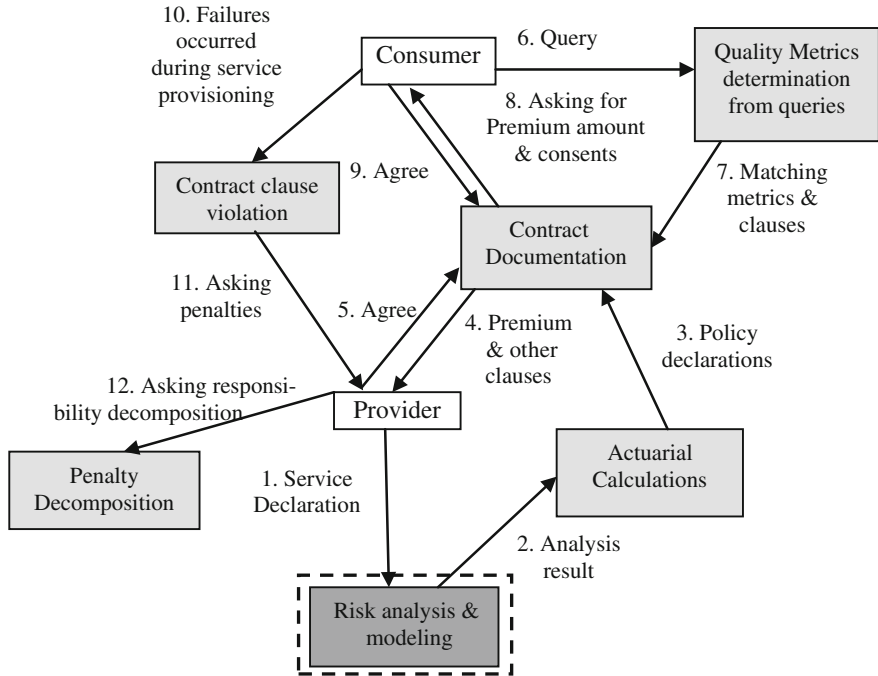 10. Failures
occurred
during service
provisioning
Consumer
6. Query
Quality Metrics
determination
from queries
8. Asking for
Premium amount
& consents
9. Agree
7. Matching
metrics &
clauses
Contract clause
violation
Contract
Documentation
11. Asking
penalties
5. Agree
4. Premium
& other
clauses
3. Policy
declarations
12. Asking responsi-
bility decomposition
Provider
Penalty
Decomposition
1. Service
Declaration
Actuarial
Calculations
2. Analysis
result
Risk analysis &
modeling